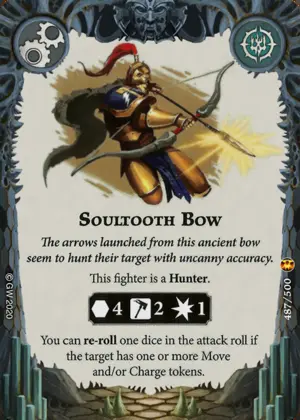 SOULTOOTH BOW
The arrows launched from this ancient bow
seem to hunt their target with uncanny accuracy.
This fighter is a Hunter.
4 2 1
You can re-roll one dice in the attack roll if
the target has one or more Move
and/or Charge tokens.
© GW 2020
487/500